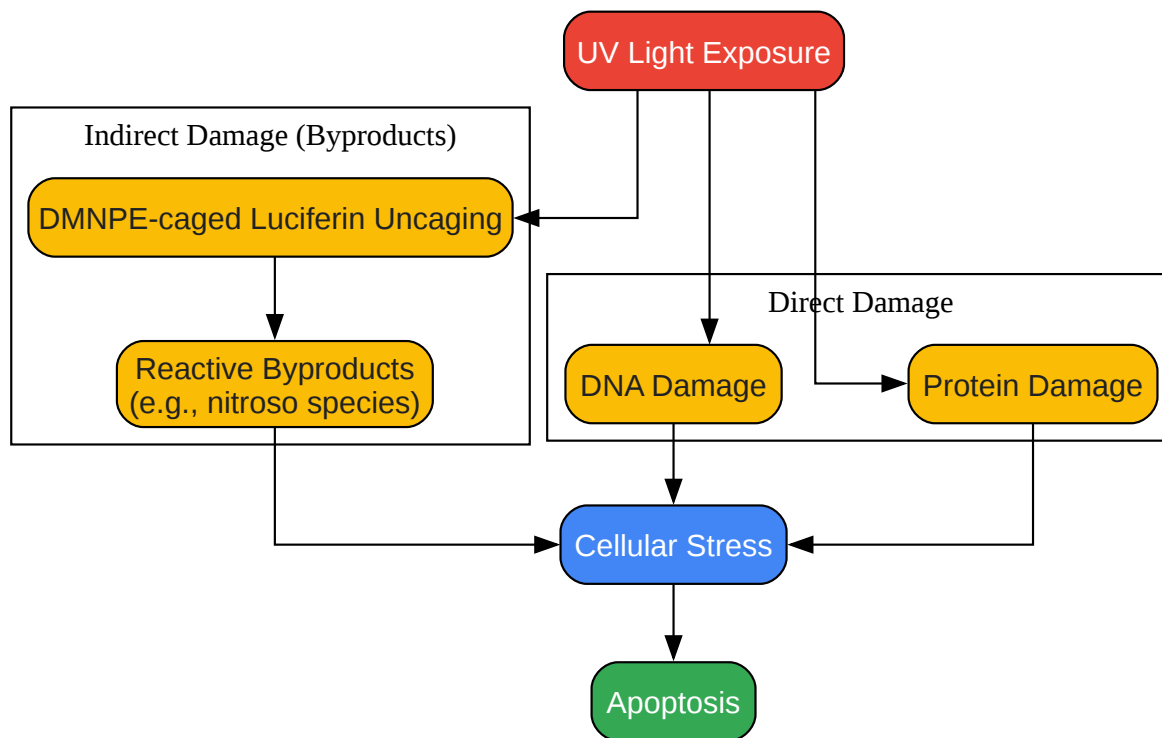 UV Light Exposure
Indirect Damage (Byproducts)
DMNPE-caged Luciferin Uncaging
Reactive Byproducts
(e.g., nitroso species)
Direct Damage
DNA Damage
Protein Damage
Cellular Stress
Apoptosis